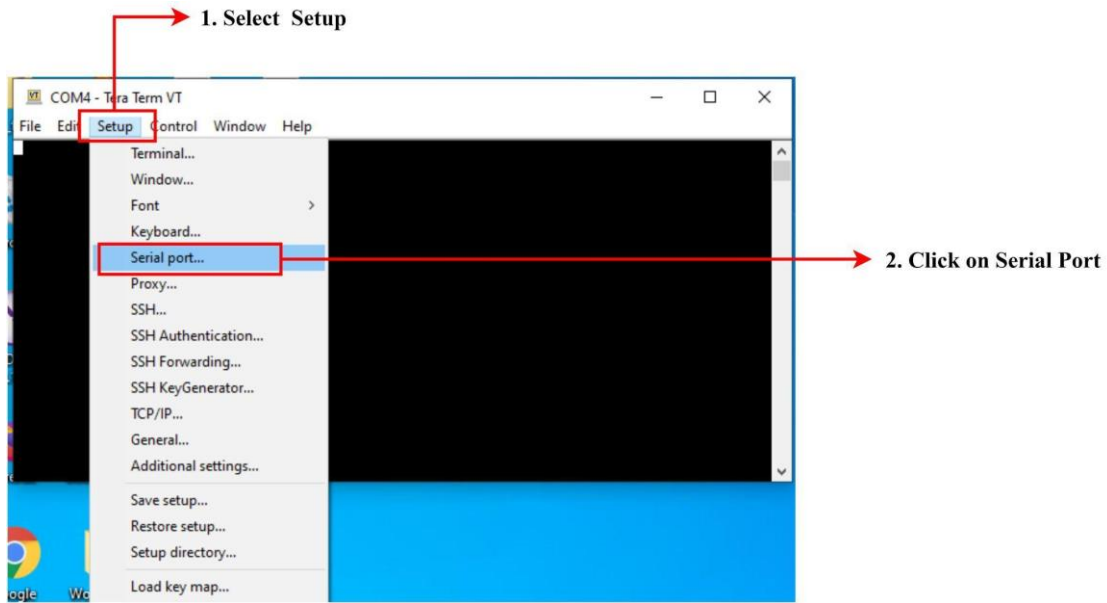 1. Select Setup
COM4 - Tera Term VT
File Edit Setup Control Window Help
Terminal...
Window...
Font
Keyboard...
Serial port...
2. Click on Serial Port
Proxy...
SSH...
SSH Authentication...
SSH Forwarding...
SSH KeyGenerator...
TCP/IP...
General...
Additional settings...
Save setup...
Restore setup...
Setup directory...
Load key map...